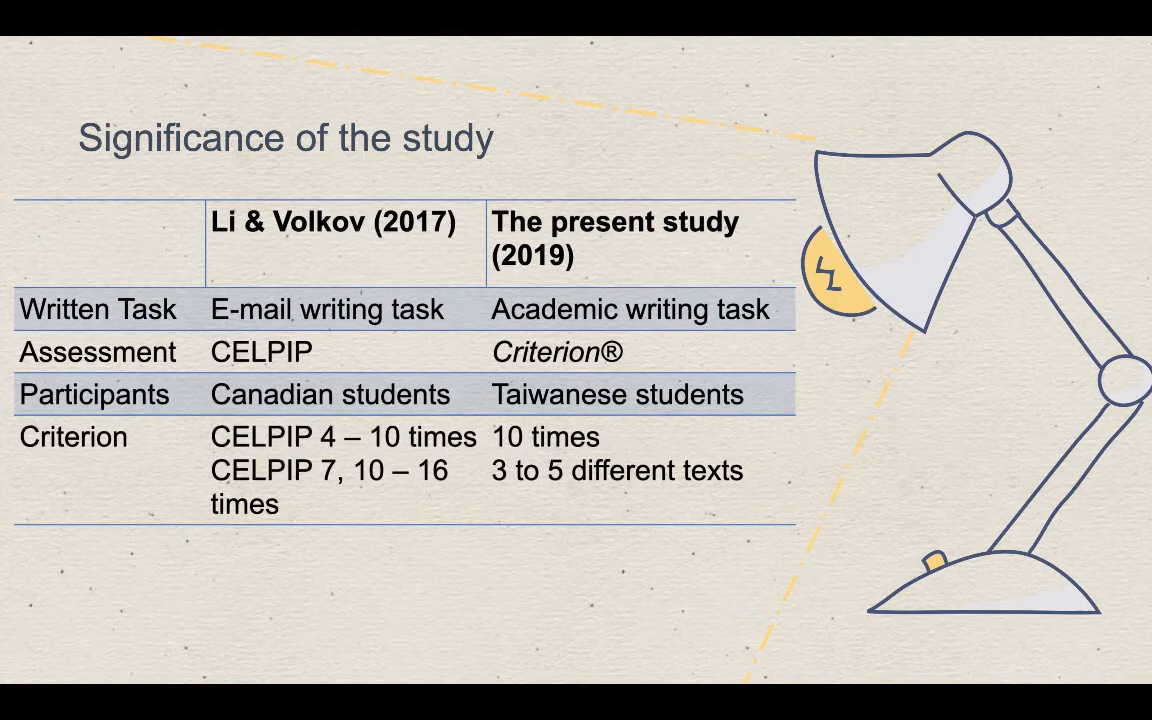 Significance of the study
Li & Volkov (2017)
The present study
(2019)
Written Task
E-mail writing task
Academic writing task
Assessment
CELPIP
Criterion®
Participants
Canadian students
Taiwanese students
Criterion
CELPIP 4 – 10 times
CELPIP 7, 10 – 16
times
10 times
3 to 5 different texts